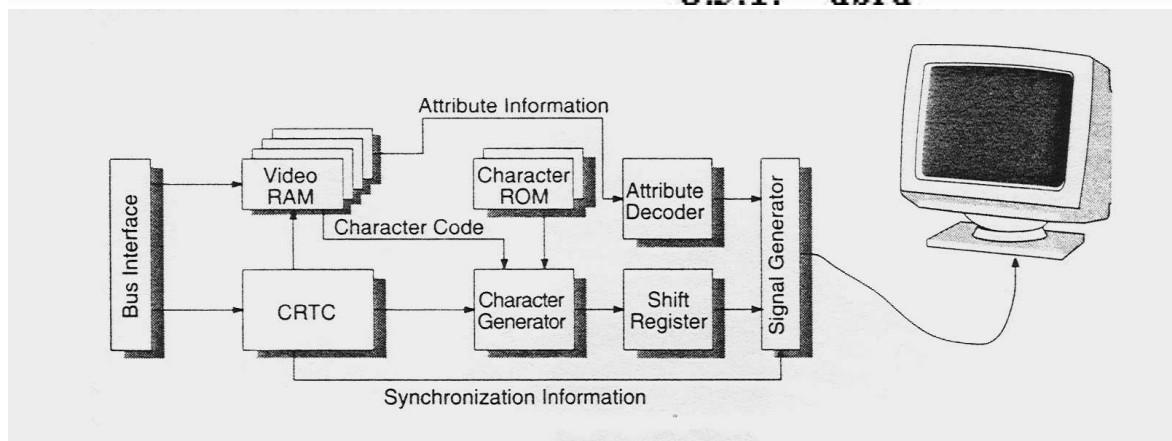 Attribute Information
Video
RAM
Character
ROM
Attribute
Decoder
Character Code
Bus Interface
CRTC
Character
Generator
Shift
Register
Signal Generator
Synchronization Information